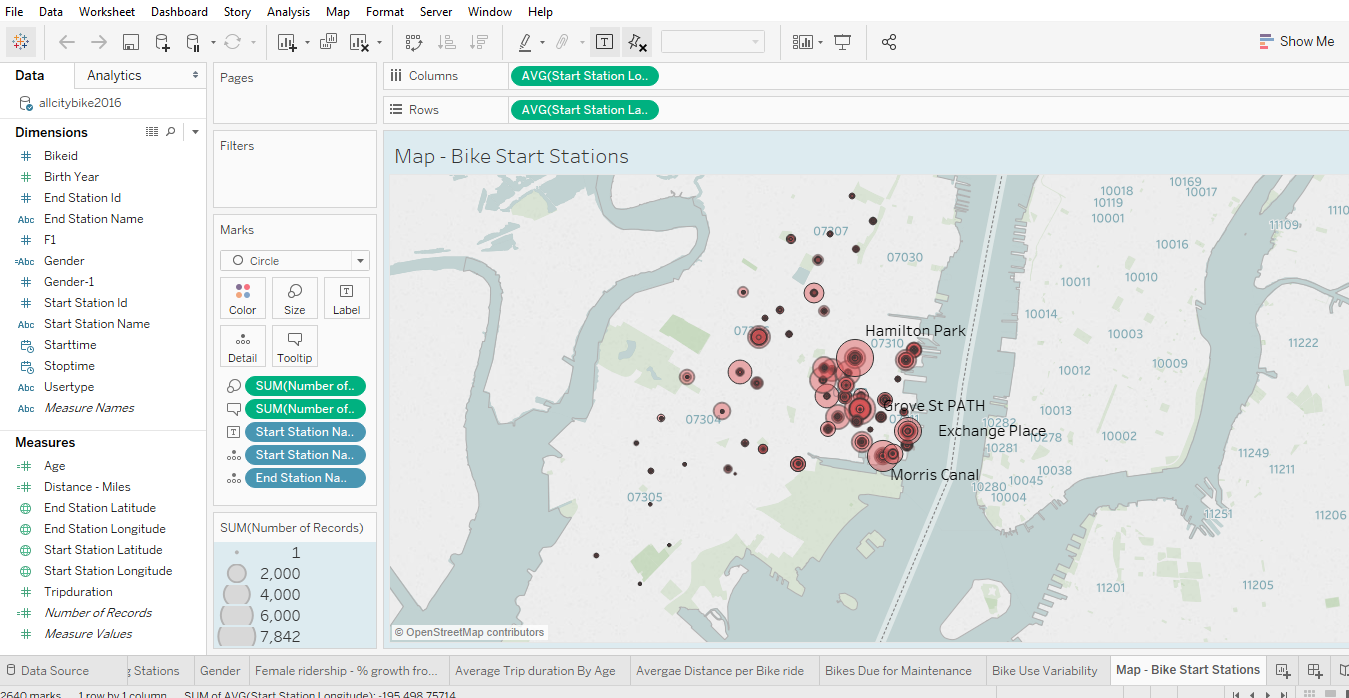 File Data Worksheet Dashboard Story Analysis Map Format Server Window Help
Show Me
Data Analytics
allcitybike2016
Dimensions
Bikeid
Birth Year
End Station Id
Abc End Station Name
F1
=Abc Gender
Gender-1
Start Station Id
Abc Start Station Name
Starttime
Stoptime
Abc Usertype
Abc Measure Names
Measures
Age
Distance - Miles
End Station Latitude
End Station Longitude
Start Station Latitude
Start Station Longitude
Tripduration
Number of Records
Measure Values
Pages
Filters
Marks
Circle
Color Size Label
Detail Tooltip
SUM(Number of..
SUM(Number of..
Start Station Na..
Start Station Na..
End Station Na..
SUM(Number of Records)
1
2,000
4,000
6,000
7,842
Columns AVG(Start Station Lo..
Rows AVG(Start Station La..
Map - Bike Start Stations
10169
10018 10017
10119
10001
11109
07307
10016
07030
10010
10011
10014
Hamilton Park
07310
10003
11222
10009
10012
Grove St PATH
10013
07304
10282
Exchange Place
10278 10002
10281
11249
11211
10038
Morris Canal
10280 10045
10004
07305
11251
11206
11201
11205
© OpenStreetMap contributors
Data Source Stations Gender Female ridership - % growth fro... Average Trip duration By Age Avergae Distance per Bike ride Bikes Due for Maintenance Bike Use Variability Map - Bike Start Stations
2640 marks 1 row by 1 column SUM of AVG(Start Station Longitude): -195,498.75714